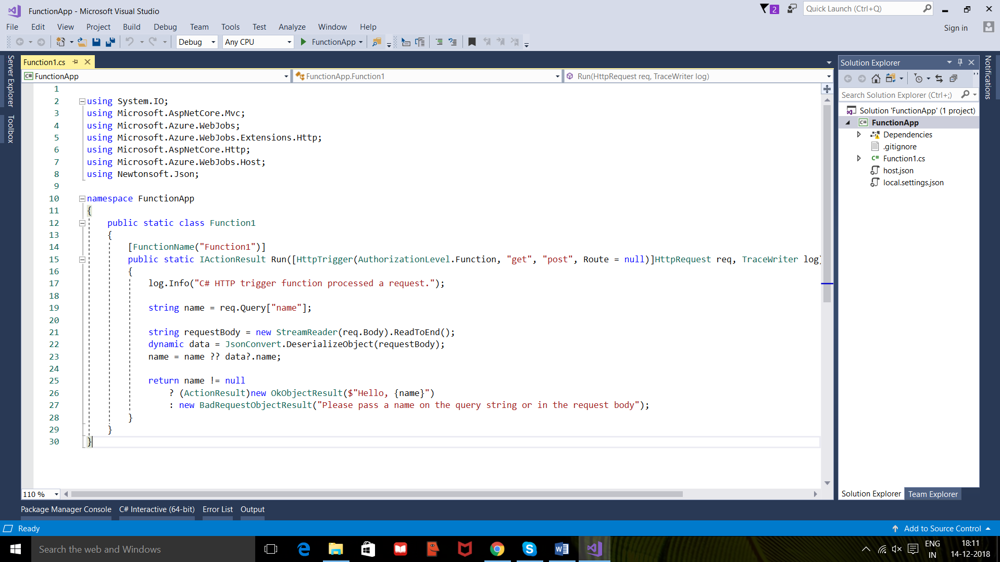 FunctionApp - Microsoft Visual Studio
2
Quick Launch (Ctrl+Q)
File Edit View Project Build Debug Team Tools Test Analyze Window Help
Sign in
Debug Any CPU FunctionApp
Server Explorer
Toolbox
Function1.cs
FunctionApp FunctionApp.Function1 Run(HttpRequest req, TraceWriter log)
1
2 using System.IO;
3 using Microsoft.AspNetCore.Mvc;
4 using Microsoft.Azure.WebJobs;
5 using Microsoft.Azure.WebJobs.Extensions.Http;
6 using Microsoft.AspNetCore.Http;
7 using Microsoft.Azure.WebJobs.Host;
8 using Newtonsoft.Json;
9
10 namespace FunctionApp
11 {
12 public static class Function1
13 {
14 [FunctionName("Function1")]
15 public static IActionResult Run([HttpTrigger(AuthorizationLevel.Function, "get", "post", Route = null)]HttpRequest req, TraceWriter log)
16 {
17 log.Info("C# HTTP trigger function processed a request.");
18
19 string name = req.Query["name"];
20
21 string requestBody = new StreamReader(req.Body).ReadToEnd();
22 dynamic data = JsonConvert.DeserializeObject(requestBody);
23 name = name ?? data?.name;
24
25 return name != null
26 ? (ActionResult)new OkObjectResult($"Hello, {name}")
27 : new BadRequestObjectResult("Please pass a name on the query string or in the request body");
28 }
29 }
30 }
110 %
Solution Explorer
Search Solution Explorer (Ctrl+;)
Solution 'FunctionApp' (1 project)
C# FunctionApp
Dependencies
.gitignore
C# Function1.cs
host.json
local.settings.json
Solution Explorer Team Explorer
Notifications
Package Manager Console C# Interactive (64-bit) Error List Output
Ready
Add to Source Control
Search the web and Windows
ENG
IN
18:11
14-12-2018